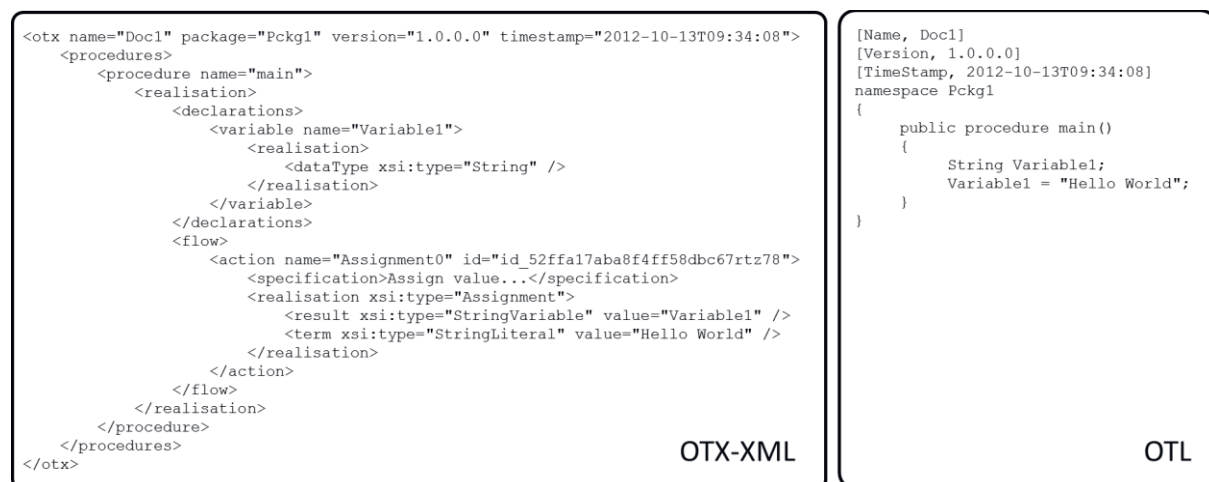 <otx name="Doc1" package="Pckg1" version="1.0.0.0" timestamp="2012-10-13T09:34:08">
<procedures>
<procedure name="main">
<realisation>
<declarations>
<variable name="Variable1">
<realisation>
<dataType xsi:type="String" />
</realisation>
</variable>
</declarations>
<flow>
<action name="Assignment0" id="id_52ffa17aba8f4ff58dbc67rtz78">
<specification>Assign value...</specification>
<realisation xsi:type="Assignment">
<result xsi:type="StringVariable" value="Variable1" />
<term xsi:type="StringLiteral" value="Hello World" />
</realisation>
</action>
</flow>
</realisation>
</procedure>
</procedures>
</otx>
OTX-XML
[Name, Doc1]
[Version, 1.0.0.0]
[TimeStamp, 2012-10-13T09:34:08]
namespace Pckg1
{
public procedure main()
{
String Variable1;
Variable1 = "Hello World";
}
}
OTL